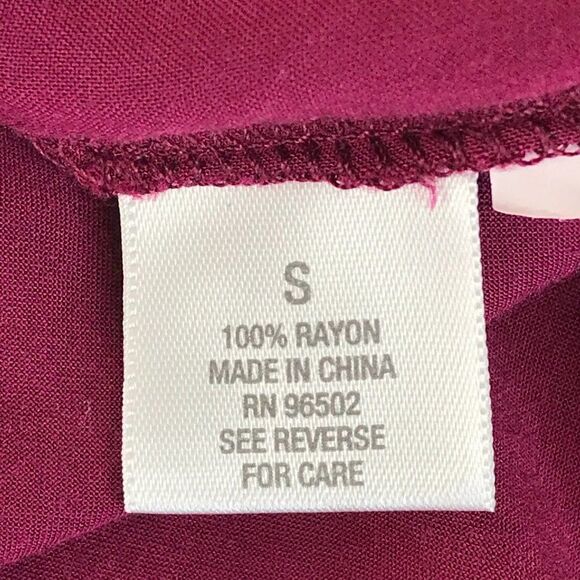 S
100% RAYON
MADE IN CHINA
RN 96502
SEE REVERSE
FOR CARE